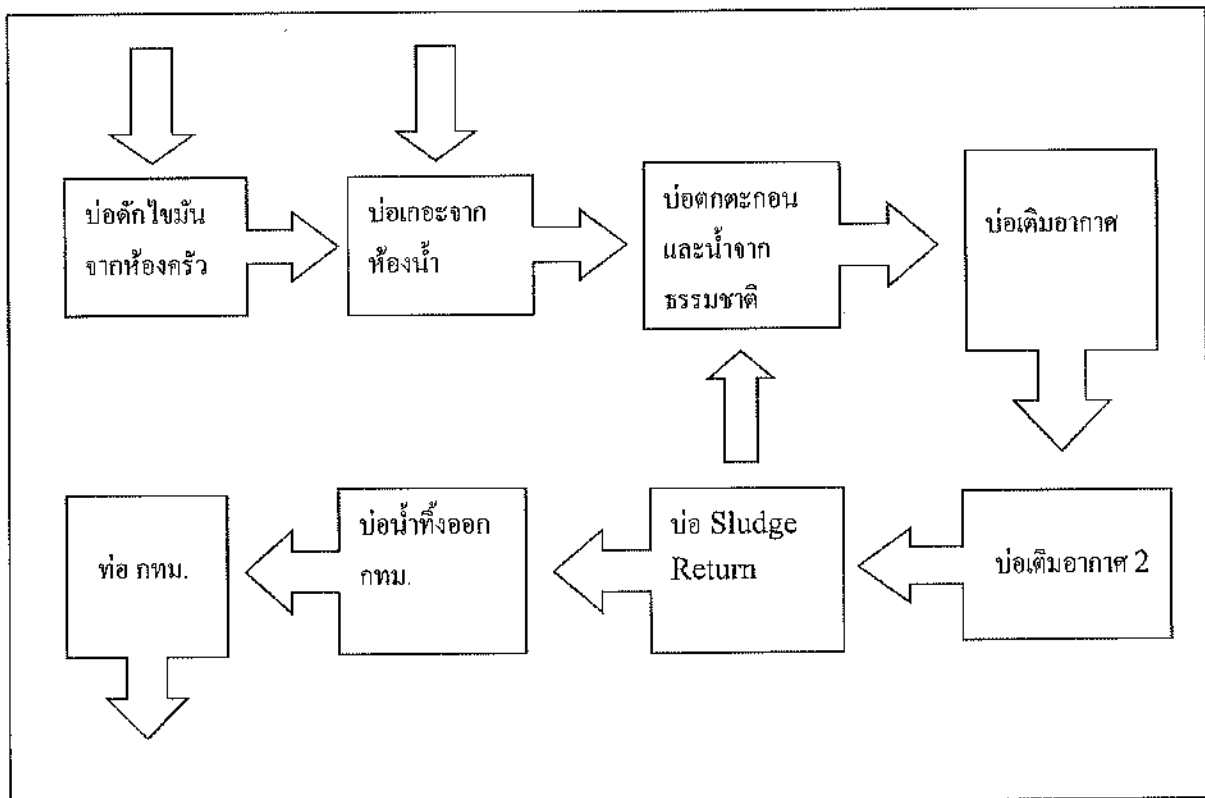 บ่อดักไขมัน
จากห้องครัว
บ่อเกอะจาก
ห้องน้ำ
บ่อตกตะกอน
และน้ำจาก
ธรรมชาติ
บ่อเติมอากาศ
บ่อเติมอากาศ 2
บ่อ Sludge
Return
บ่อน้ำทิ้งออก
กทม.
ท่อ กทม.